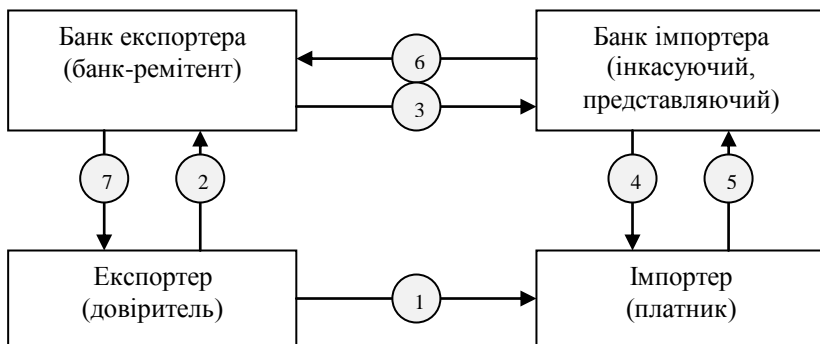 Банк експортера
(банк-ремітент)
Банк імпортера
(інкасуючий,
представляючий)
6
3
7
2
4
5
Експортер
(довіритель)
1
Імпортер
(платник)